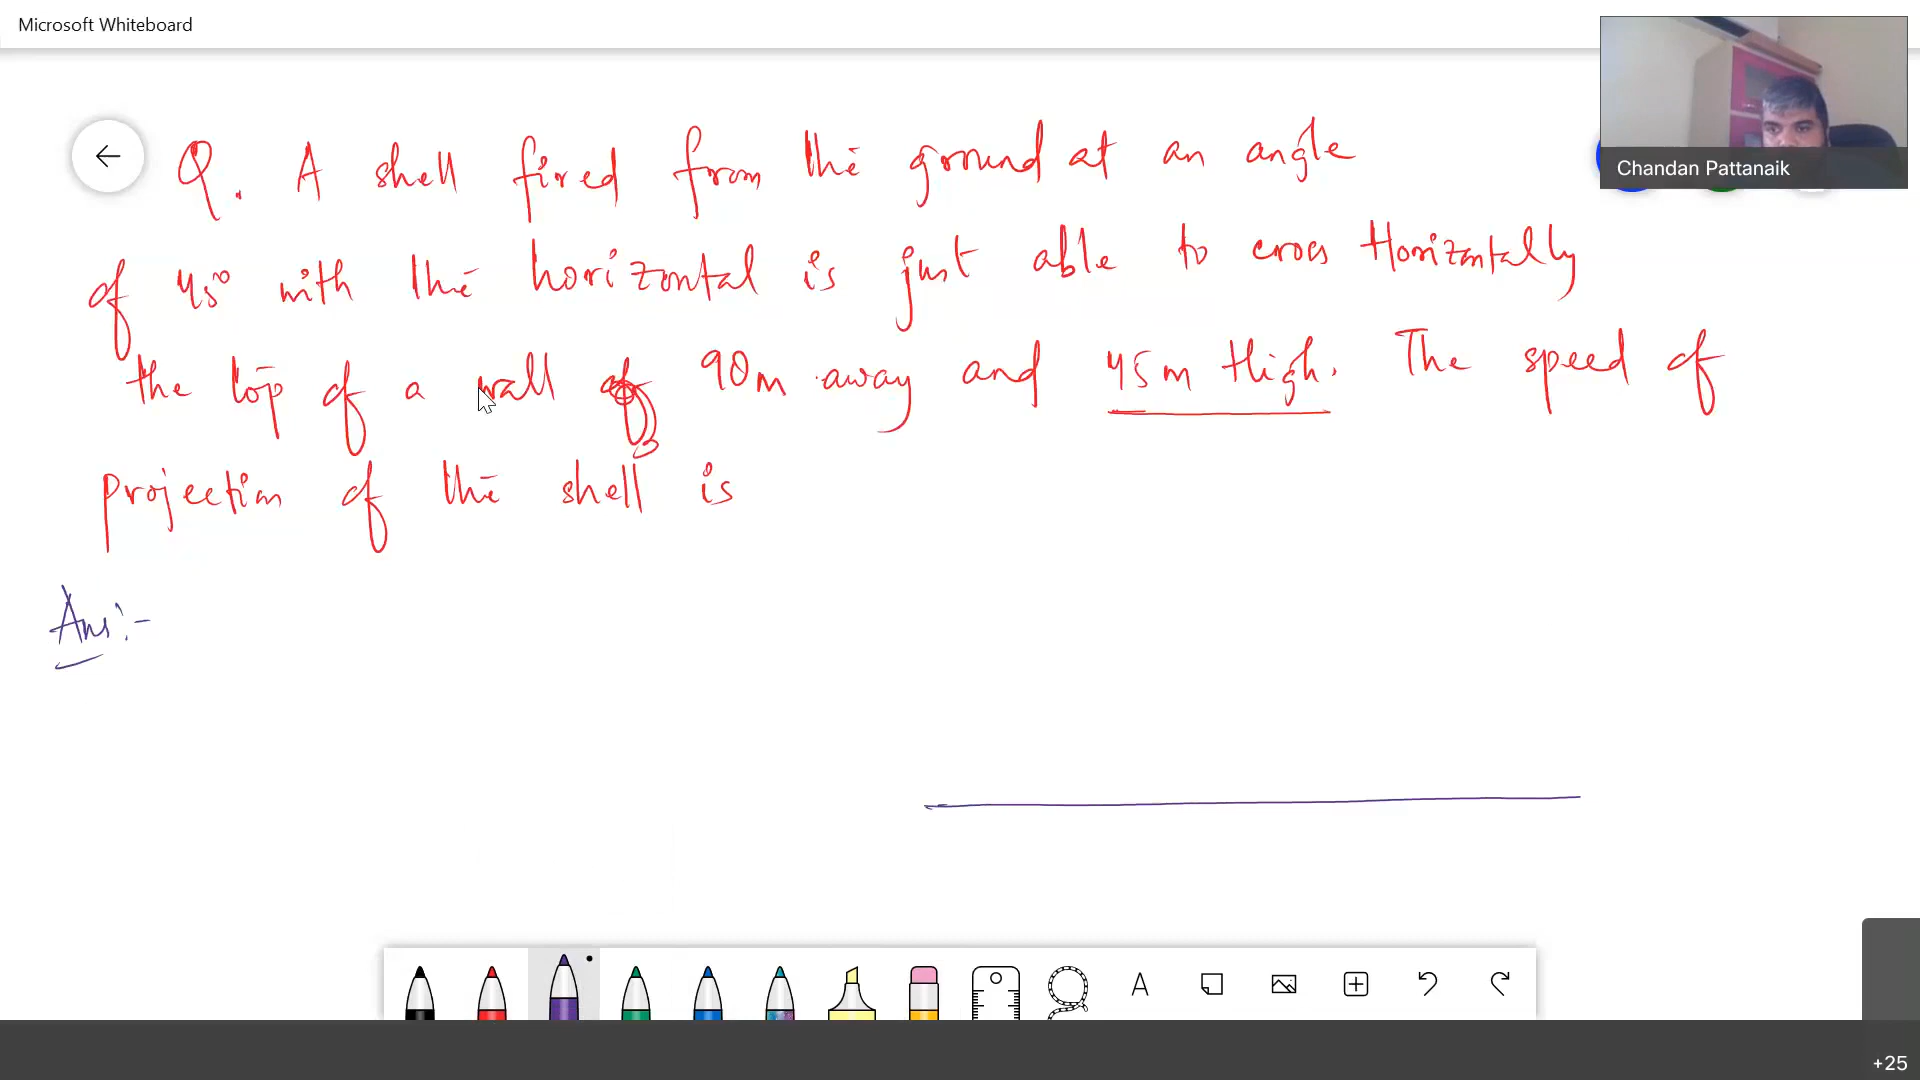 Microsoft Whiteboard
Chandan Pattanaik
Q. A shell fired from the ground at an angle
of 45° with the horizontal is just able to cross Horizontally
the top of a wall 90m away and 45m High. The speed of
projection of the shell is
Ans:-
A
+25